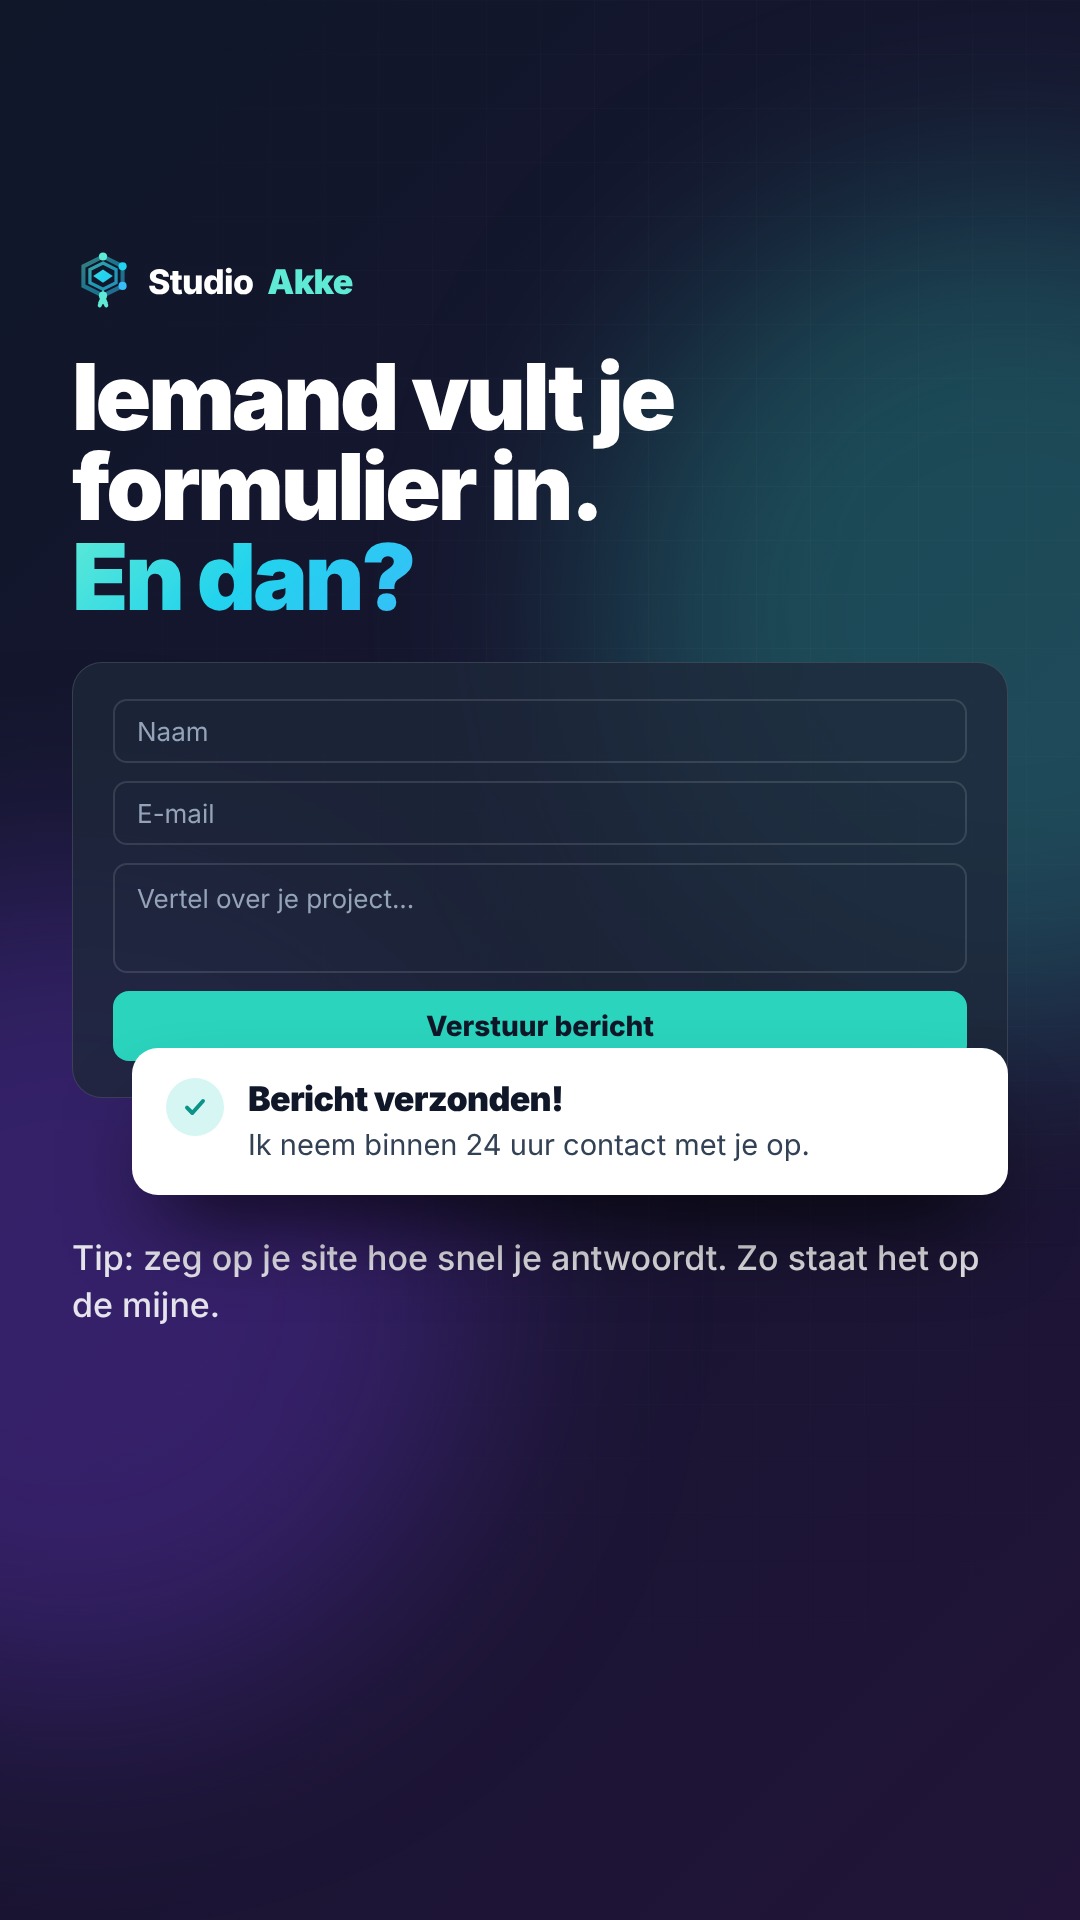 Studio Akke
Iemand vult je
formulier in.
En dan?
Naam
E-mail
Vertel over je project...
Verstuur bericht
Bericht verzonden!
Ik neem binnen 24 uur contact met je op.
Tip: zeg op je site hoe snel je antwoordt. Zo staat het op
de mijne.